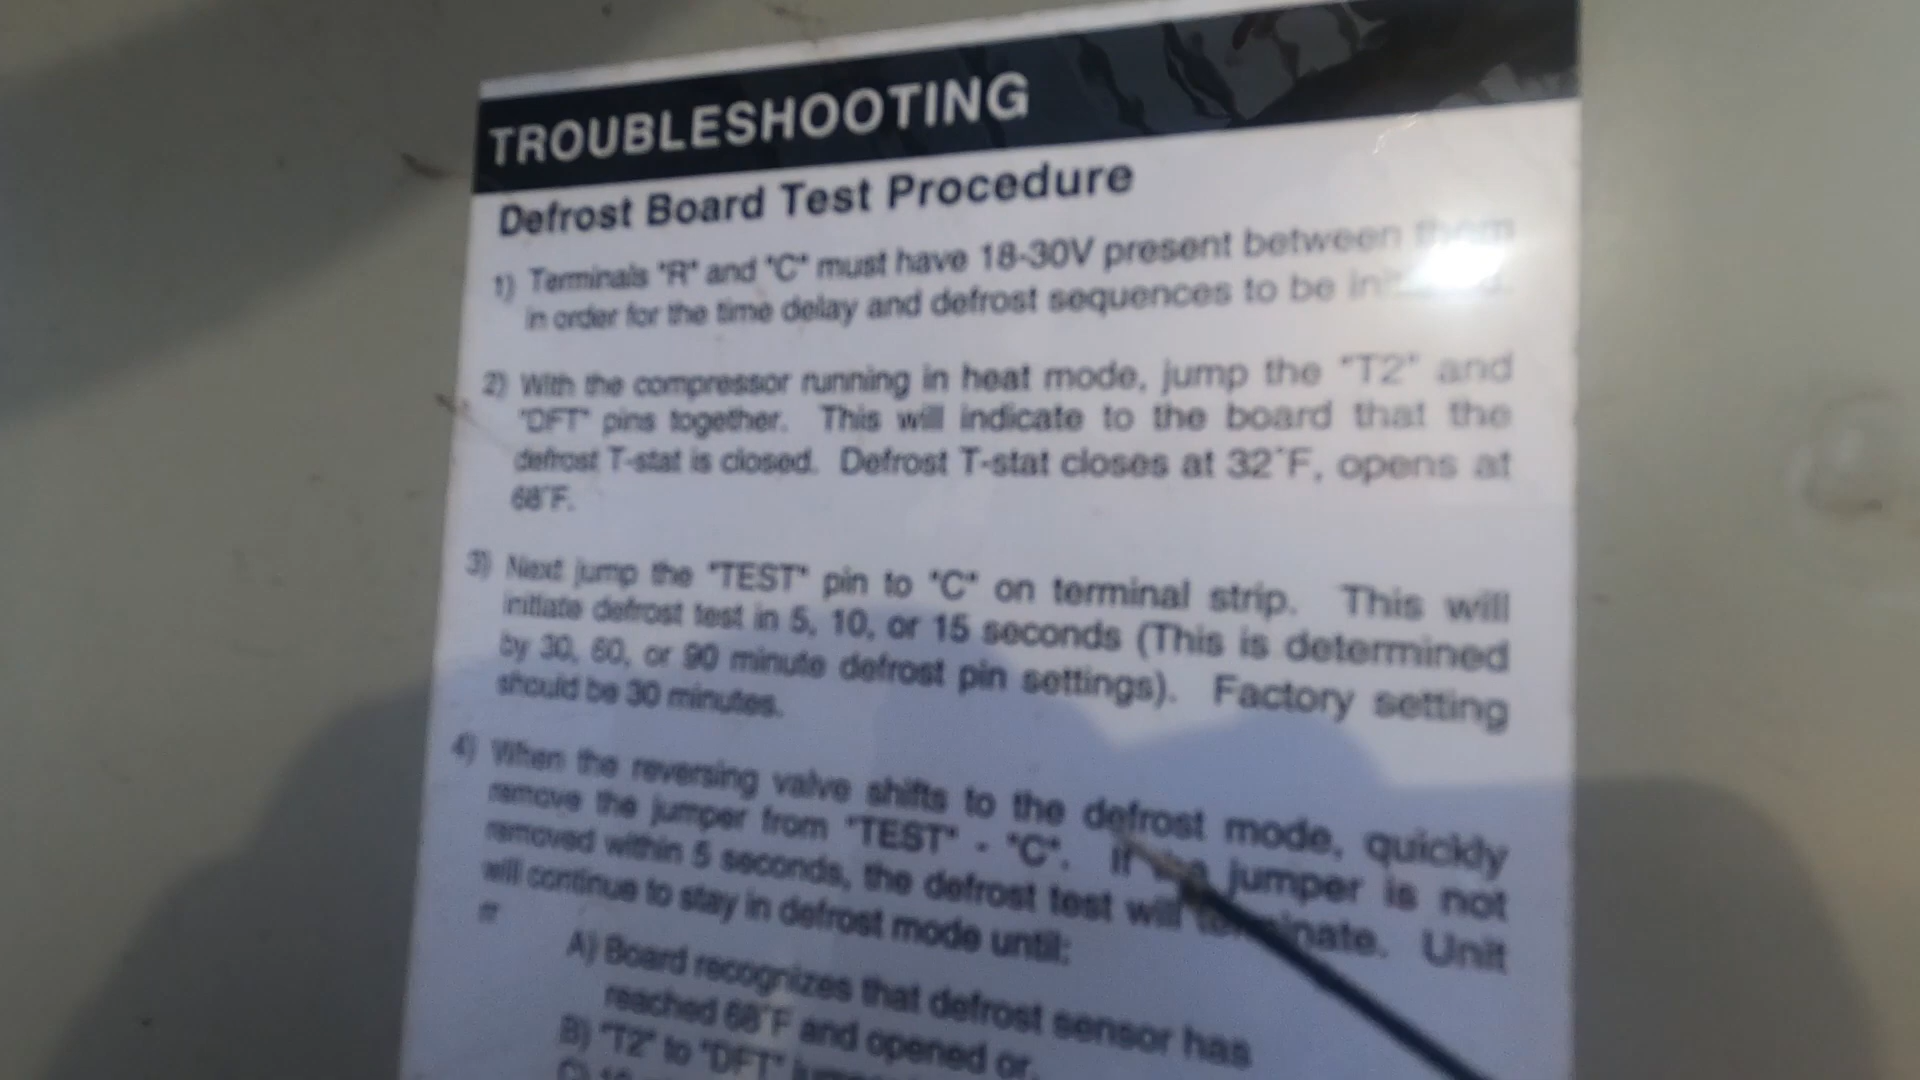 TROUBLESHOOTING
Defrost Board Test Procedure
1) Terminals "R" and "C" must have 18-30V present between them
in order for the time delay and defrost sequences to be
2) With the compressor running in heat mode, jump the "T2" and
"DFT" pins together. This will indicate to the board that the
defrost T-stat is closed. Defrost T-stat closes at 32°F, opens at
68°F.
3) Next jump the "TEST" pin to "C" on terminal strip. This will
initiate defrost test in 5, 10, or 15 seconds (This is determined
by 30, 60, or 90 minute defrost pin settings). Factory setting
should be 30 minutes.
4) When the reversing valve shifts to the defrost mode, quickly
remove the jumper from "TEST" - "C". If the jumper is not
removed within 5 seconds, the defrost test will terminate. Unit
will continue to stay in defrost mode until:
A) Board recognizes that defrost sensor has
reached 68°F and opened or.
B) "T2" to "DFT"
C)